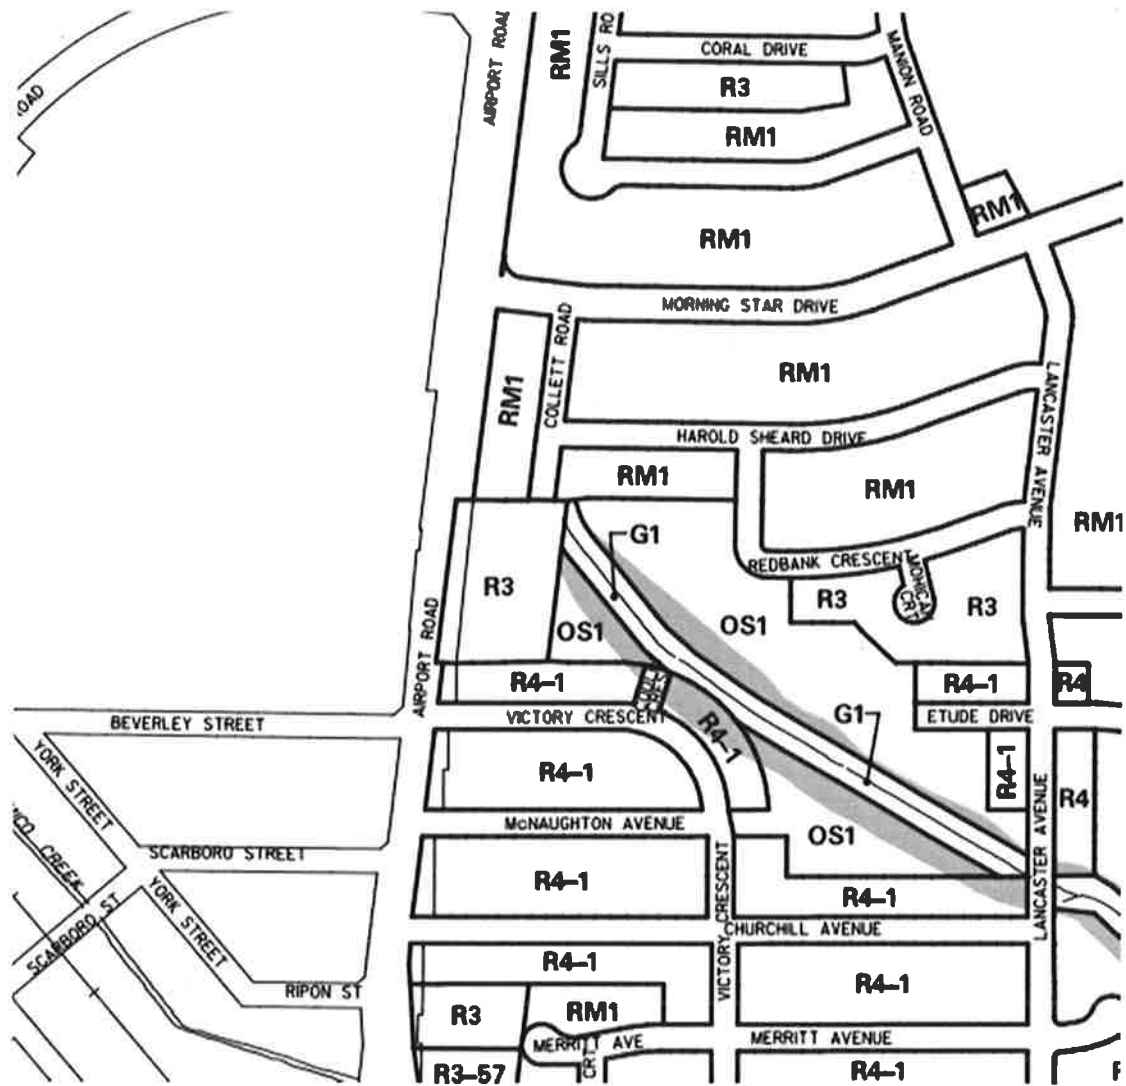 AIRPORT ROAD
RM1
SILLS RO
CORAL DRIVE
MANION ROAD
R3
OAD
RM1
RM1
RM1
MORNING STAR DRIVE
COLLETT ROAD
RM1
RM1
LANCASTER AVENUE
HAROLD SHEARD DRIVE
RM1
RM1
RM1
G1
REDBANK CRESCENT
MOHICAN
CRT
R3
R3
R3
OS1
OS1
AIRPORT ROAD
R4-1
R4-1
R4
VICTORY CRESCENT
R4-1
G1
ETUDE DRIVE
BEVERLEY STREET
YORK STREET
R4-1
R4-1
R4
LANCASTER AVENUE
McNAUGHTON AVENUE
OS1
CREEK
SCARBORO STREET
YORK STREET
R4-1
R4-1
VICTORY CRESCENT
SCARBORO ST
CHURCHILL AVENUE
R4-1
R4-1
RIPON ST
R3
RM1
MERRITT AVE
CRT
MERRITT AVENUE
R3-57
R4-1